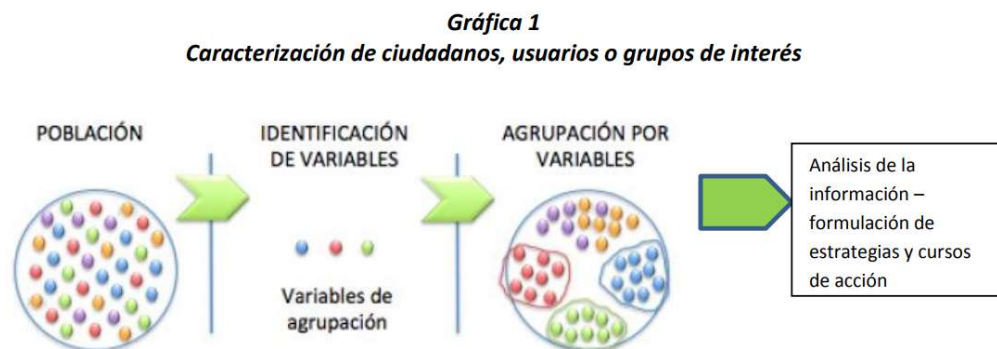 Gráfica 1
Caracterización de ciudadanos, usuarios o grupos de interés
POBLACIÓN
IDENTIFICACIÓN
DE VARIABLES
Variables de
agrupación
AGRUPACIÓN POR
VARIABLES
Análisis de la
información –
formulación de
estrategias y cursos
de acción